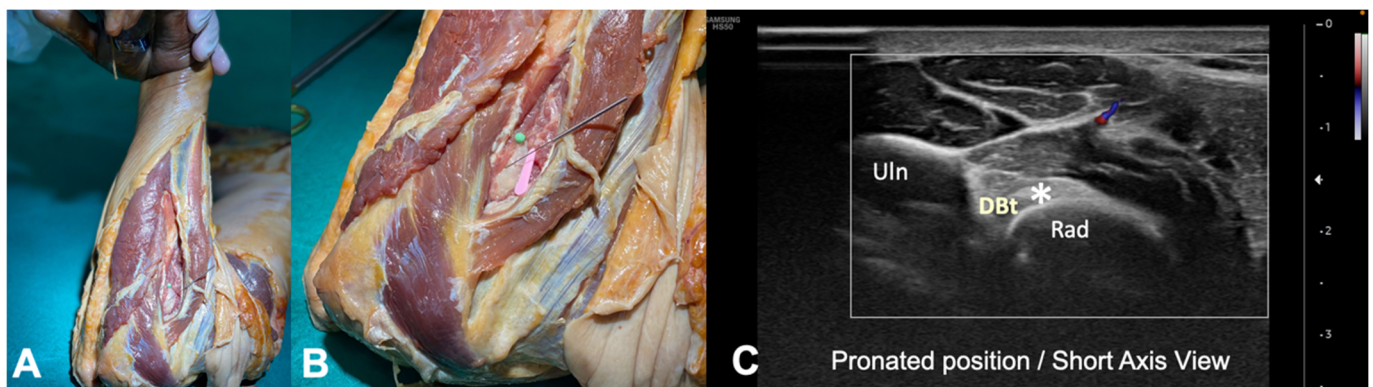 A
B
C
SAMSUNG
HS50
Uln
DBt
*
Rad
Pronated position / Short Axis View
0
1
2
3